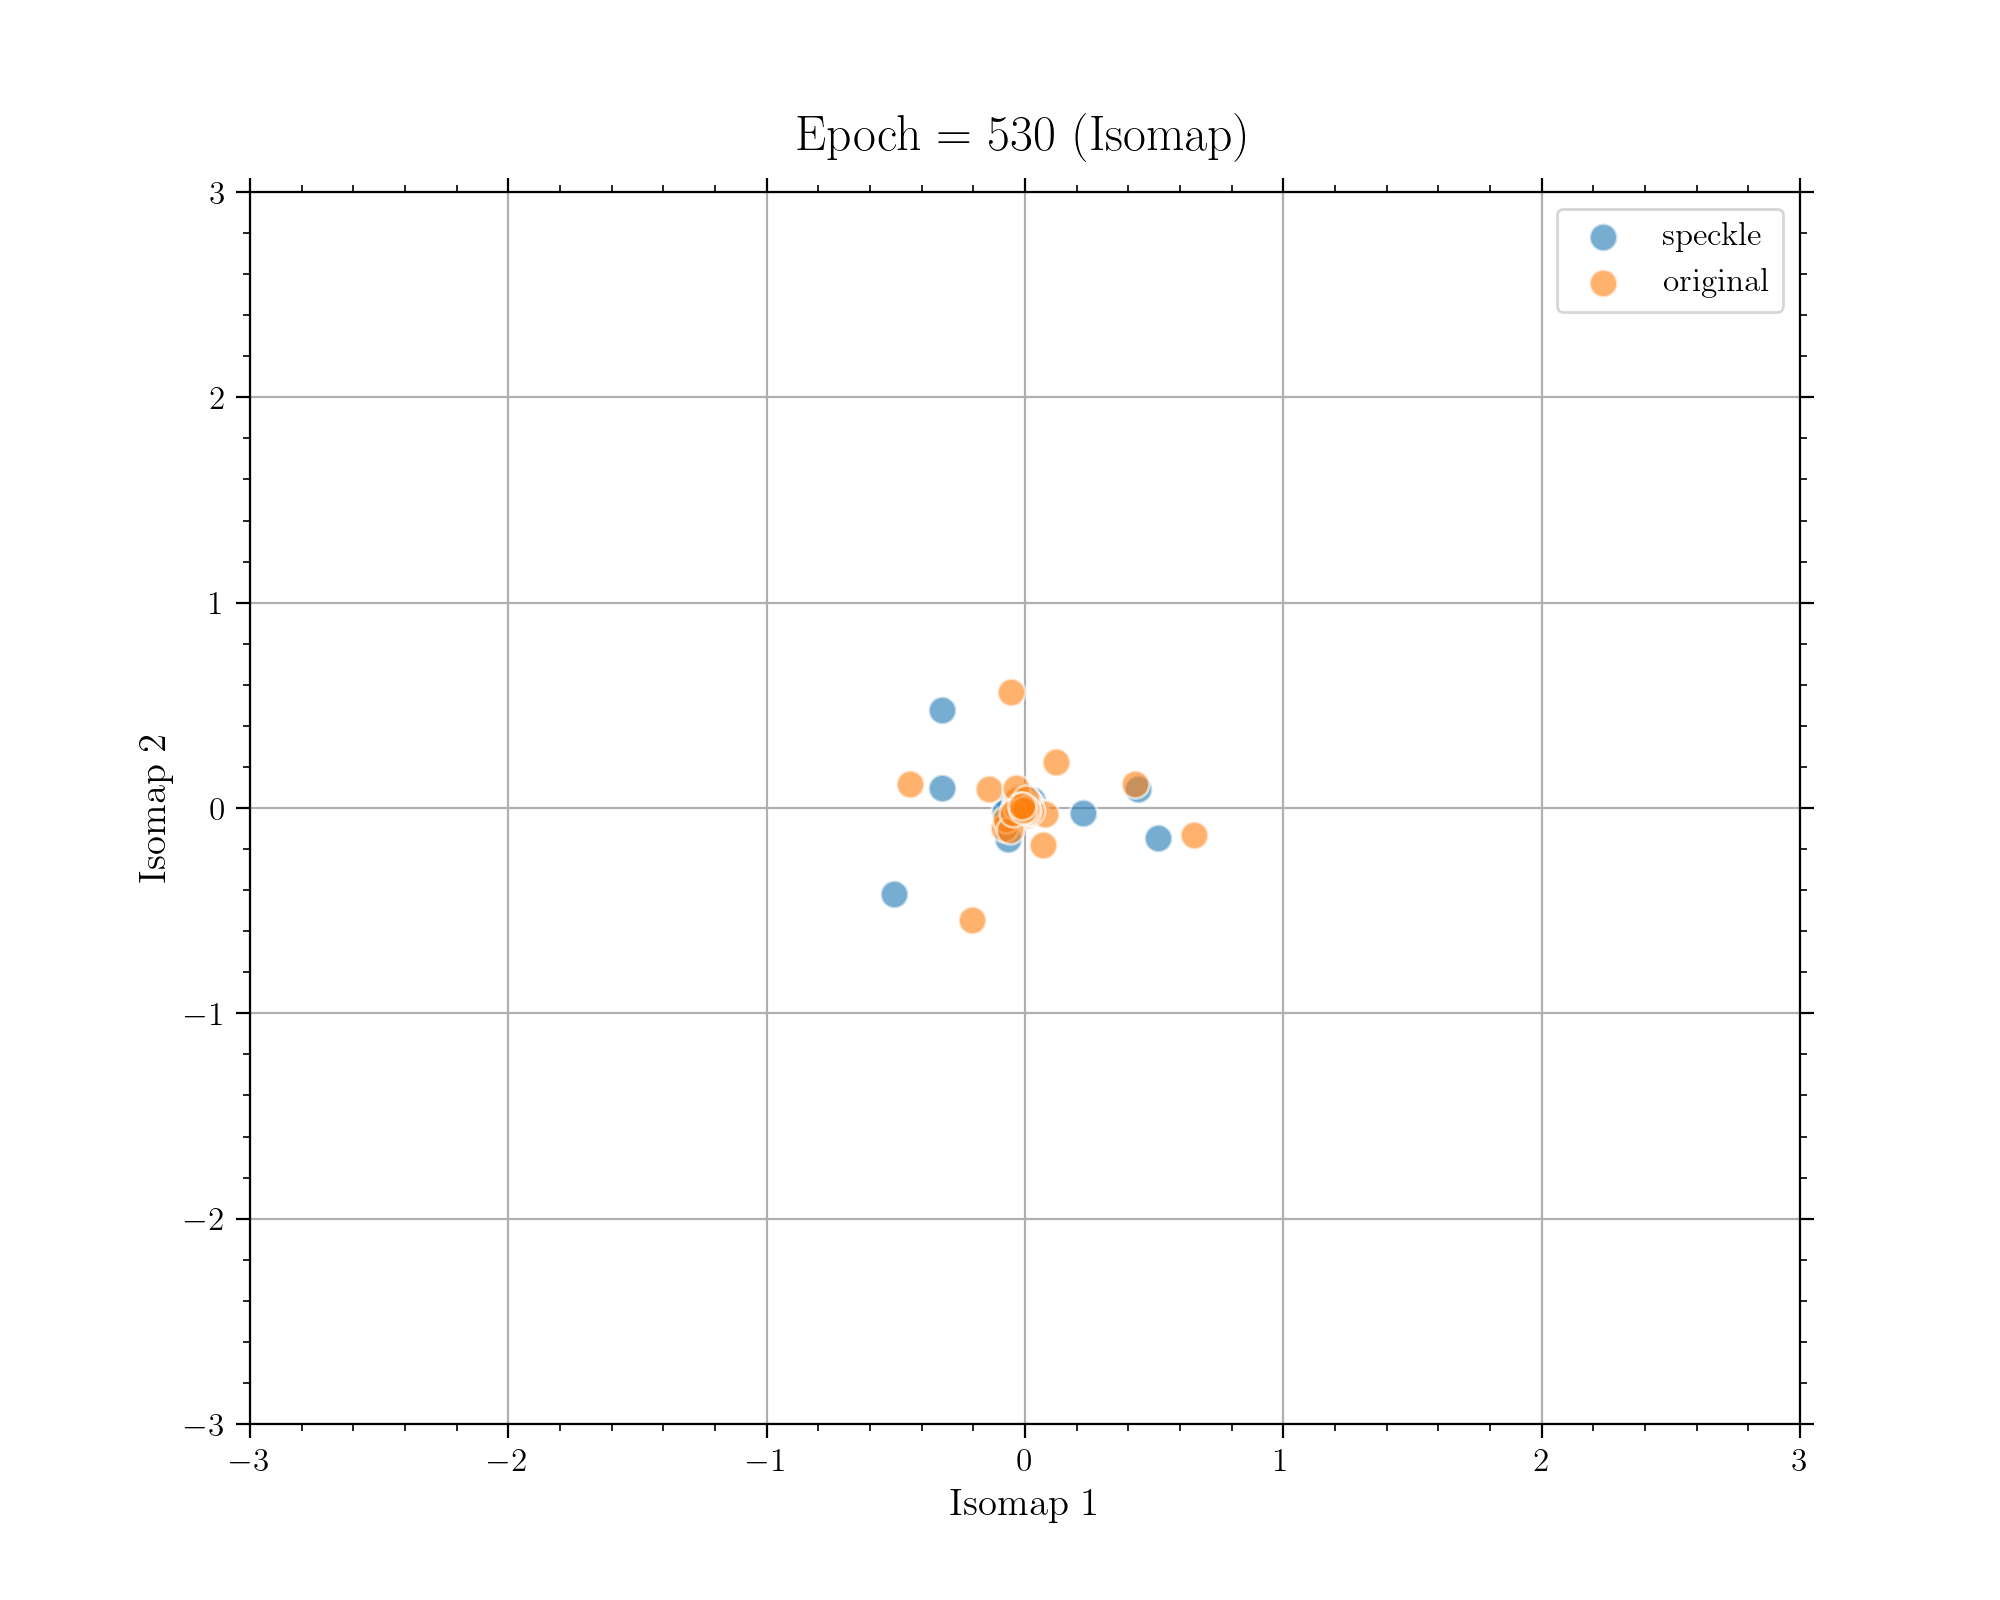 Epoch = 530 (Isomap)
speckle
original
3
2
1
0
−1
−2
−3
Isomap 2
−3
−2
−1
0
1
2
3
Isomap 1